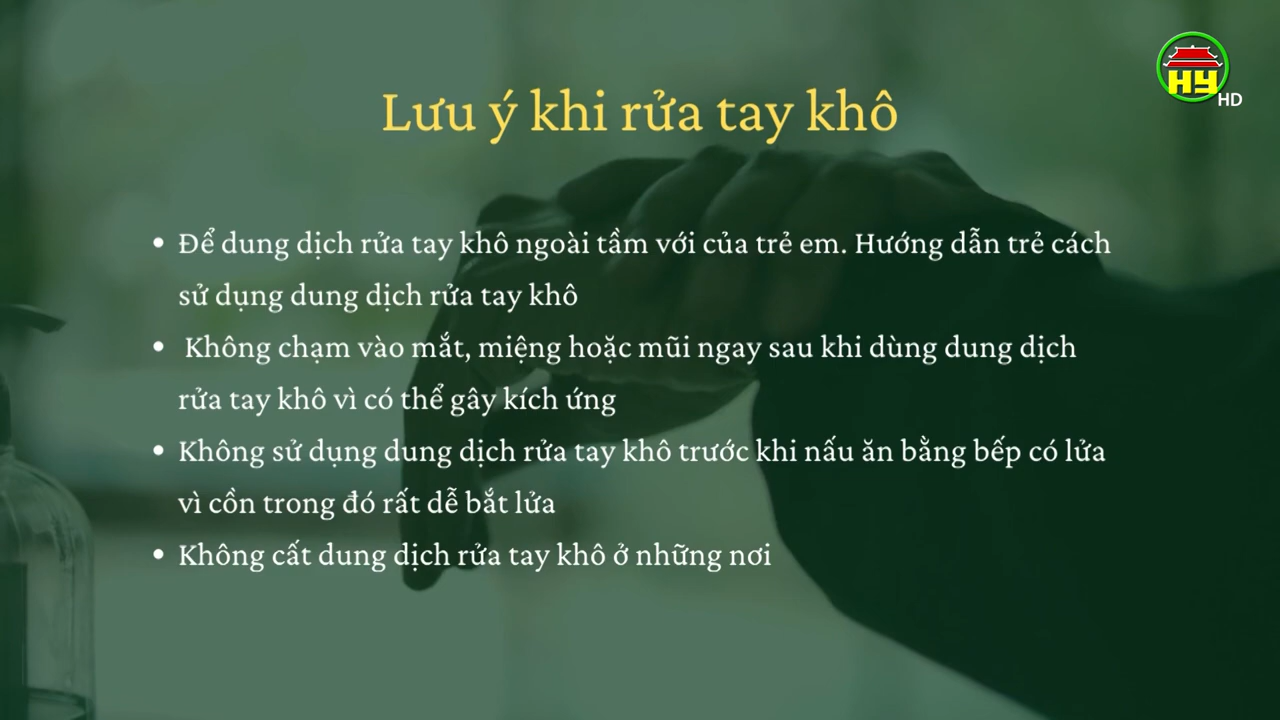 HY
HD
Lưu ý khi rửa tay khô
• Để dung dịch rửa tay khô ngoài tầm với của trẻ em. Hướng dẫn trẻ cách
sử dụng dung dịch rửa tay khô
• Không chạm vào mắt, miệng hoặc mũi ngay sau khi dùng dung dịch
rửa tay khô vì có thể gây kích ứng
• Không sử dụng dung dịch rửa tay khô trước khi nấu ăn bằng bếp có lửa
vì cồn trong đó rất dễ bắt lửa
• Không cất dung dịch rửa tay khô ở những nơi